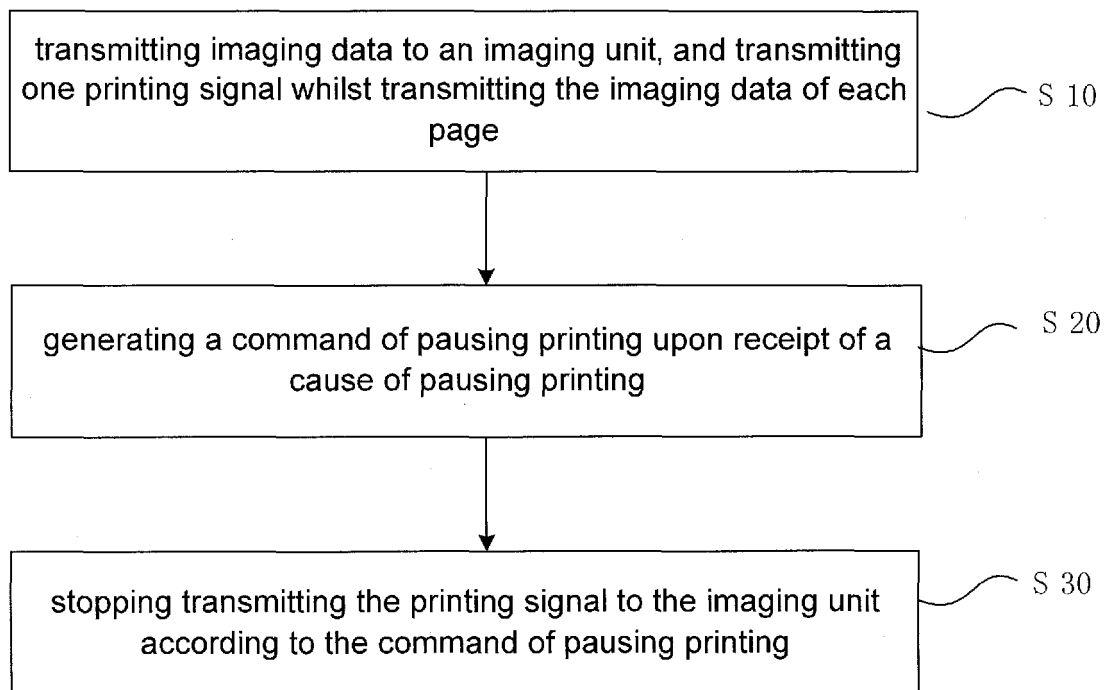 transmitting imaging data to an imaging unit, and transmitting
one printing signal whilst transmitting the imaging data of each
page
S 10
generating a command of pausing printing upon receipt of a
cause of pausing printing
S 20
stopping transmitting the printing signal to the imaging unit
according to the command of pausing printing
S 30